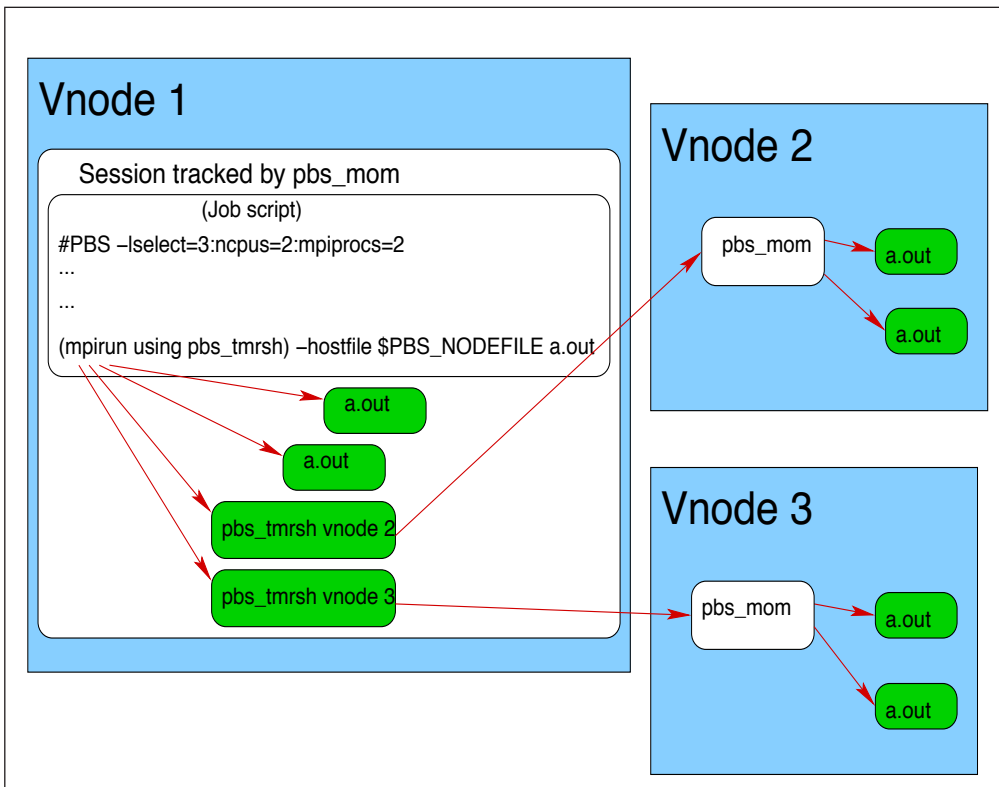 Vnode 1
Session tracked by pbs_mom
(Job script)
#PBS –lselect=3:ncpus=2:mpiprocs=2
...
...
(mpirun using pbs_tmrsh) –hostfile $PBS_NODEFILE a.out
a.out
a.out
pbs_tmrsh vnode 2
pbs_tmrsh vnode 3
Vnode 2
pbs_mom
a.out
a.out
Vnode 3
pbs_mom
a.out
a.out